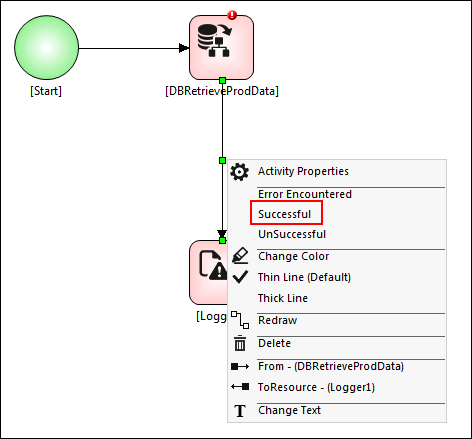 [Start]
[DBRetrieveProdData]
Activity Properties
Error Encountered
Successful
UnSuccessful
Change Color
Thin Line (Default)
Thick Line
[Logg
Redraw
Delete
From - (DBRetrieveProdData)
ToResource - (Logger1)
Change Text